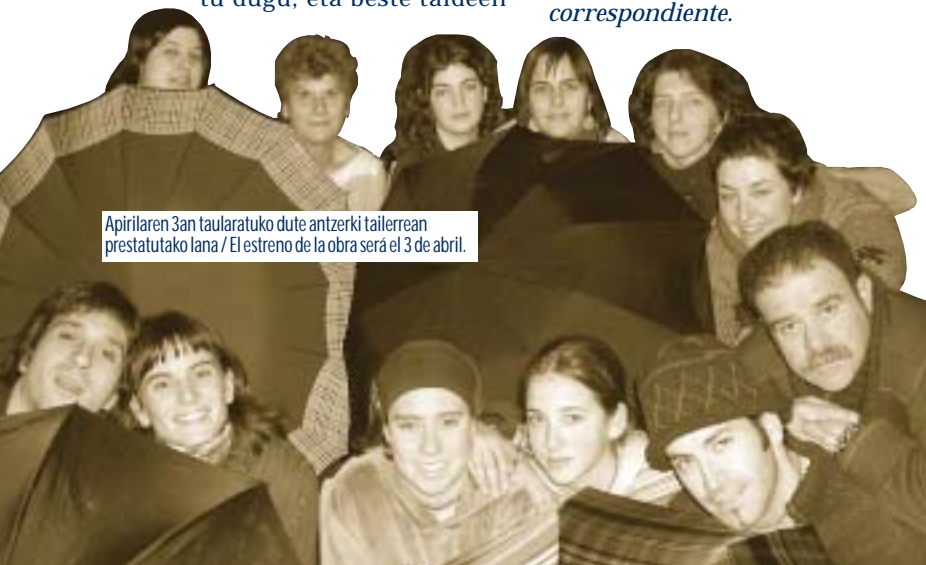 tu dugu, eta beste taldeen
correspondiente.
Apirilaren 3an taularatuko dute antzerki tailerrean
prestatutako lana / El estreno de la obra será el 3 de abril.